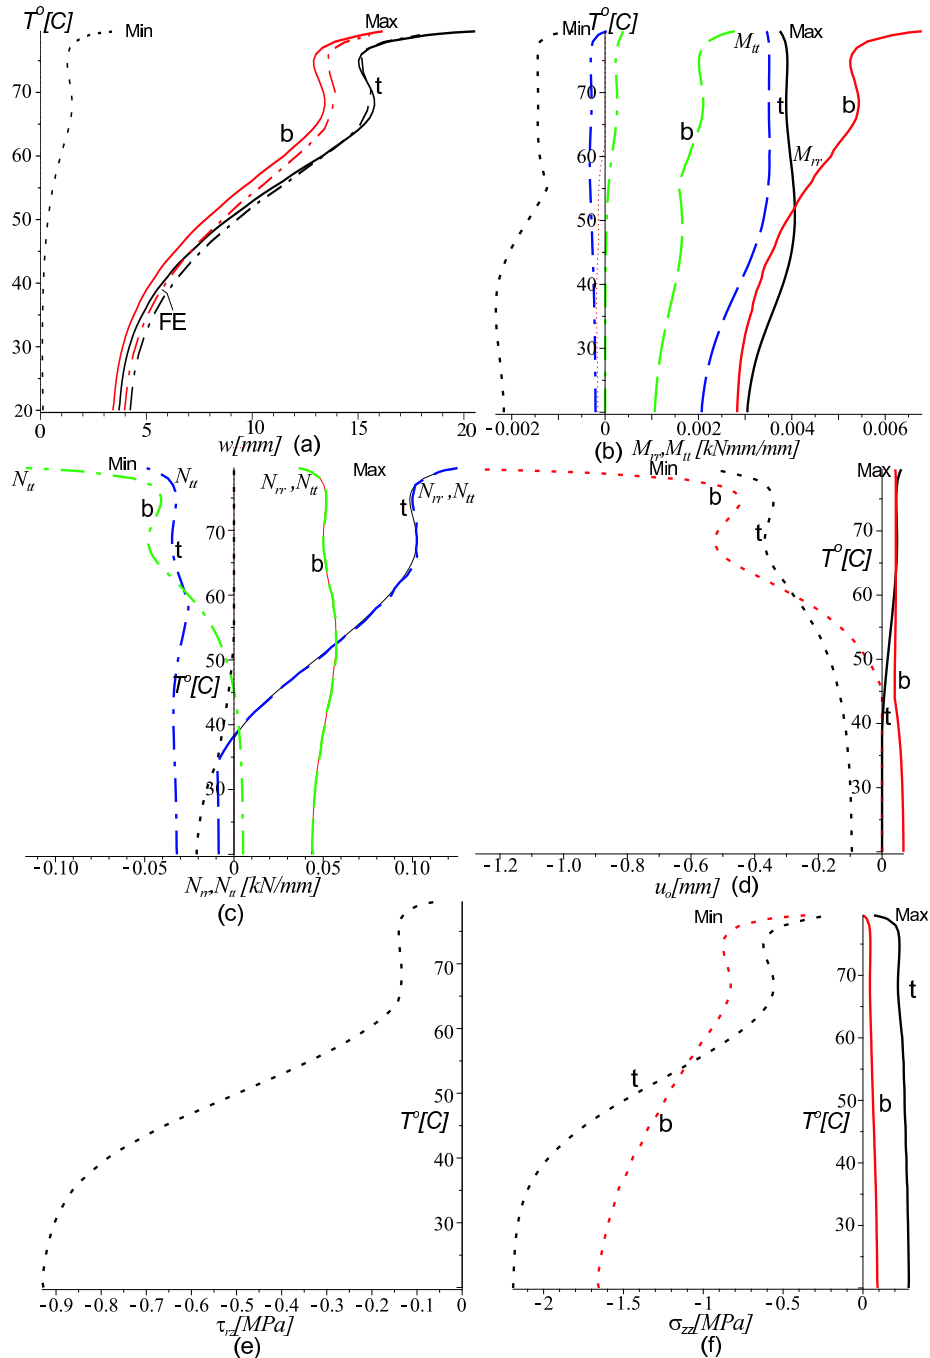 T°[C]
Min
Max
70
60
50
40
30
20
b
t
FE
0
5
10
15
20
w[mm]
(a)
T°[C]
Min
Max
M_tt
M_rr
70
60
50
40
30
b
t
b
-0.002
0
0.002
0.004
0.006
(b)
M_rr,M_tt [kNmm/mm]
N_tt
Min
N_tt
Max
N_rr ,N_tt
N_rr ,N_tt
b
t
b
t
70
60
50
40
30
T°[C]
-0.10
-0.05
0
0.05
0.10
N_rr,N_tt [kN/mm]
(c)
Min
Max
b
t
T°[C]
70
60
50
40
30
b
t
-1.2
-1.0
-0.8
-0.6
-0.4
-0.2
0
u_o[mm]
(d)
70
60
50
40
30
T°[C]
-0.9
-0.8
-0.7
-0.6
-0.5
-0.4
-0.3
-0.2
-0.1
0
τ_rz[MPa]
(e)
Min
Max
t
t
b
b
70
60
50
40
30
T°[C]
-2
-1.5
-1
-0.5
0
σ_zz[MPa]
(f)